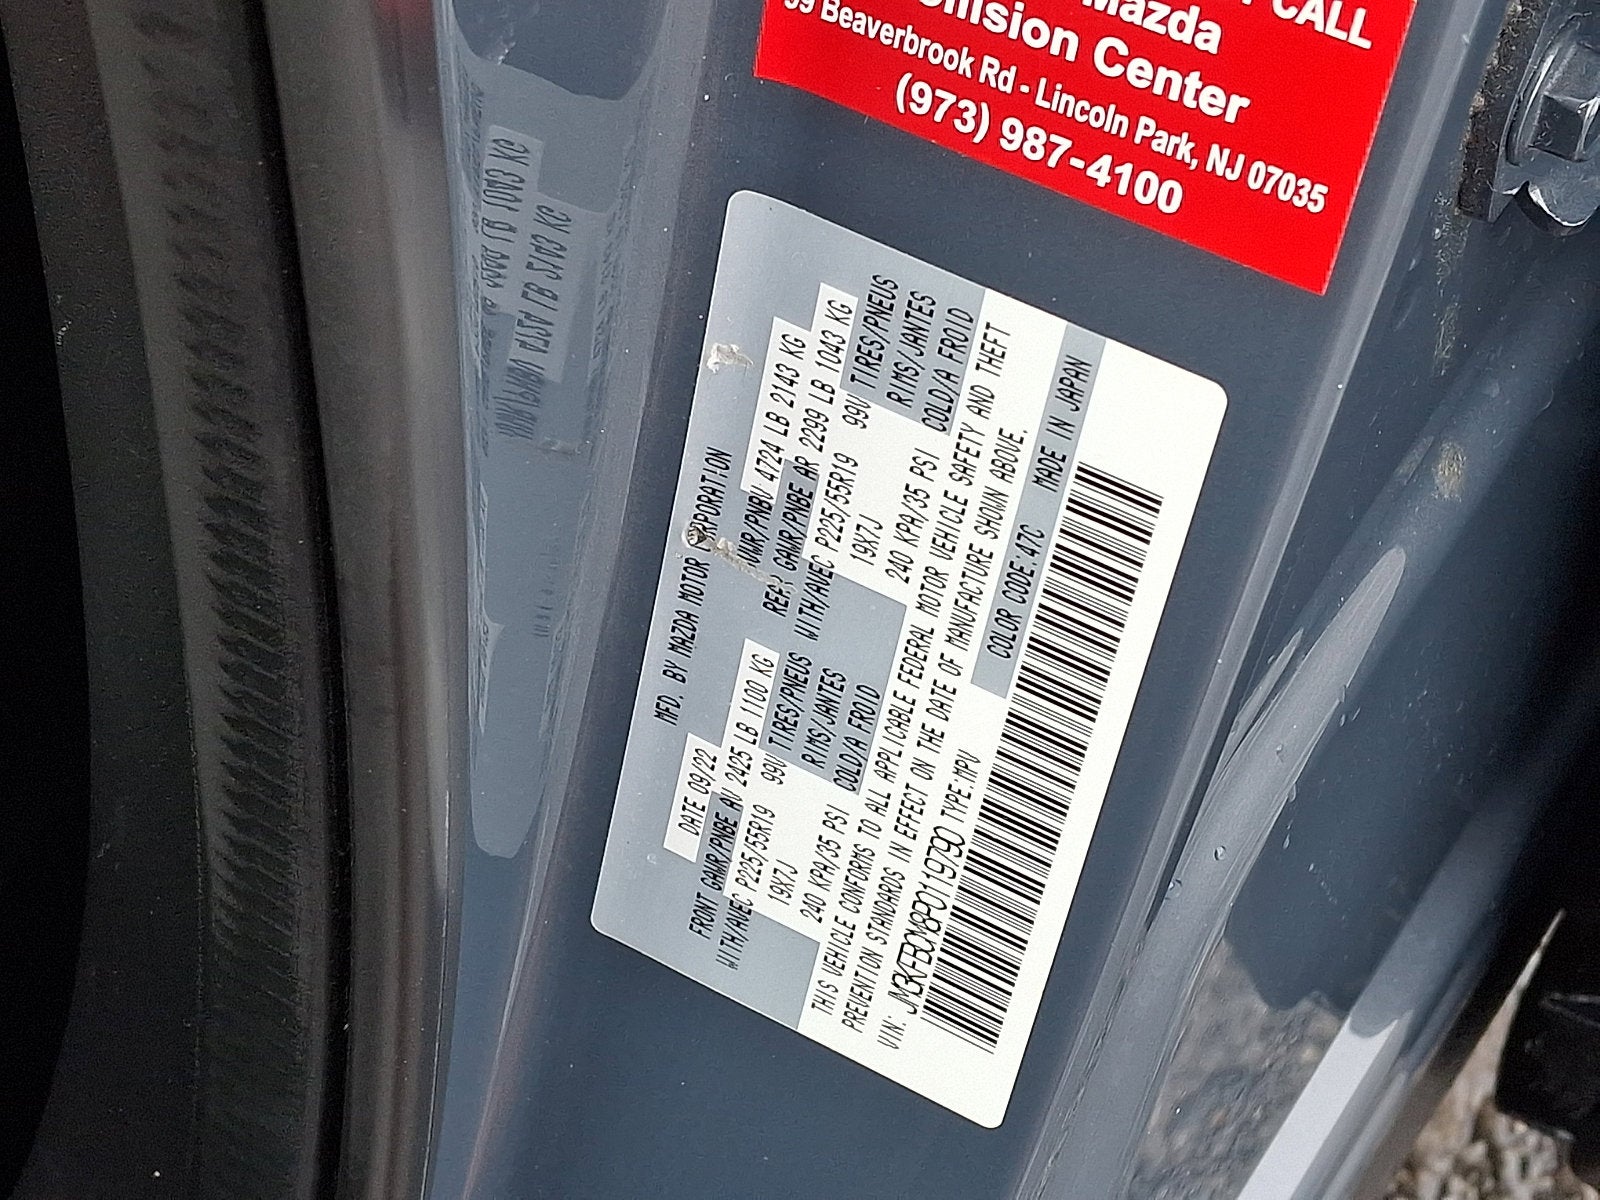 CALL
Mazda
Center
Beaverbrook Rd - Lincoln Park, NJ 07035
(973) 987-4100
MFD. BY MAZDA MOTOR
DATE 09/22 GVWR/PNBV 4724 LB 2143 KG
FRONT GAWR/PNBE AV 2425 LB 1100 KG REAR GAWR/PNBE AR 2299 LB 1043 KG
WITH/AVEC P225/55R19 99V TIRES/PNEUS WITH/AVEC P225/55R19 99V TIRES/PNEUS
19X7J RIMS/JANTES 19X7J RIMS/JANTES
240 KPA/35 PSI COLD/A FROID 240 KPA/35 PSI COLD/A FROID
THIS VEHICLE CONFORMS TO ALL APPLICABLE FEDERAL MOTOR VEHICLE SAFETY AND THEFT
PREVENTION STANDARDS IN EFFECT ON THE DATE OF MANUFACTURE SHOWN ABOVE.
VIN: JM3KFBDM8P0119790 TYPE:MPV COLOR CODE:47C MADE IN JAPAN